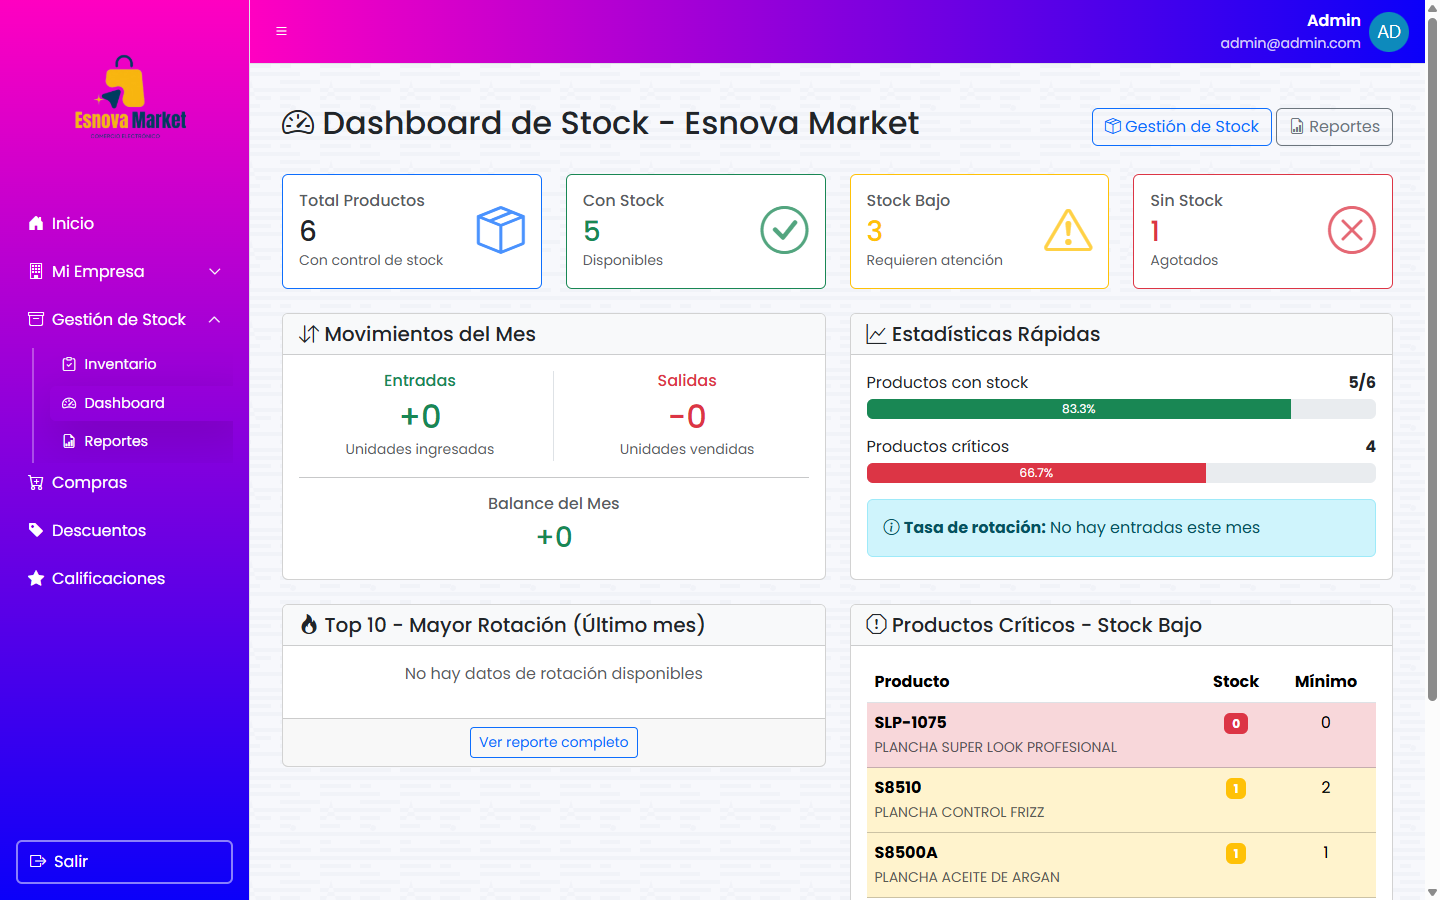 Esnova Market
Inicio
Mi Empresa
Gestión de Stock
Inventario
Dashboard
Reportes
Compras
Descuentos
Calificaciones
Salir
Admin
admin@admin.com
AD
Dashboard de Stock - Esnova Market
Gestión de Stock
Reportes
Total Productos
6
Con control de stock
Con Stock
5
Disponibles
Stock Bajo
3
Requieren atención
Sin Stock
1
Agotados
Movimientos del Mes
Entradas
+0
Unidades ingresadas
Salidas
-0
Unidades vendidas
Balance del Mes
+0
Estadísticas Rápidas
Productos con stock 5/6
83.3%
Productos críticos 4
66.7%
Tasa de rotación: No hay entradas este mes
Top 10 - Mayor Rotación (Último mes)
No hay datos de rotación disponibles
Ver reporte completo
Productos Críticos - Stock Bajo
Producto Stock Mínimo
SLP-1075 0 0
PLANCHA SUPER LOOK PROFESIONAL
S8510 1 2
PLANCHA CONTROL FRIZZ
S8500A 1 1
PLANCHA ACEITE DE ARGAN